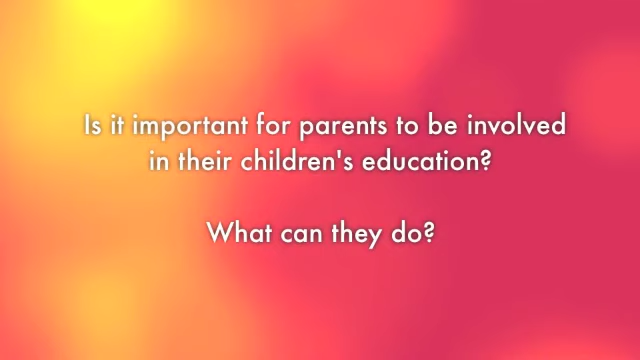 Is it important for parents to be involved
in their children's education?
What can they do?